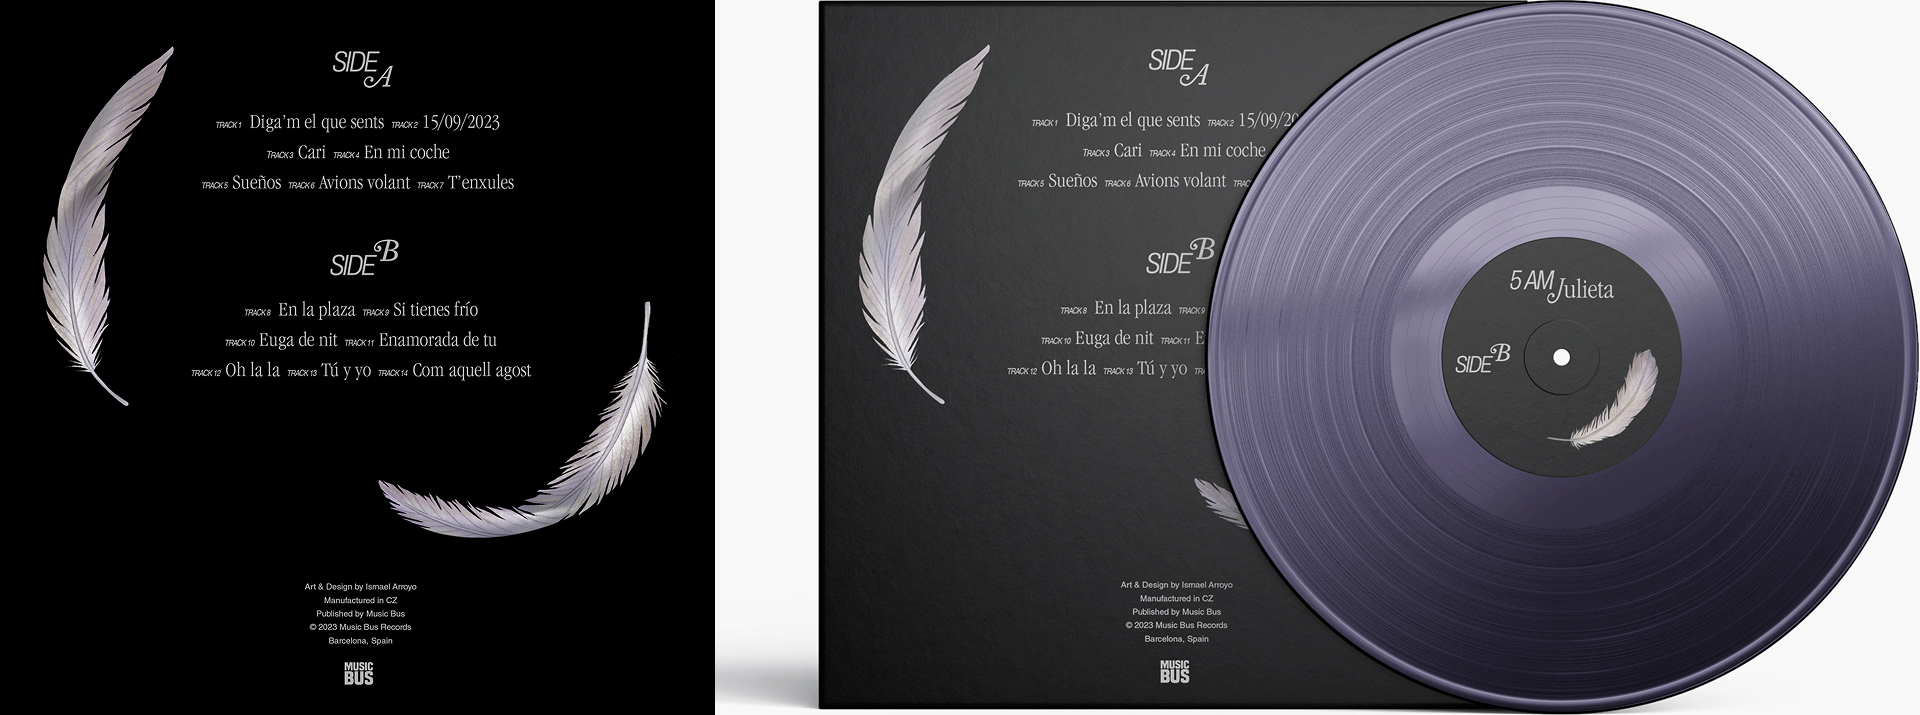 SIDE A
TRACK 1 Diga'm el que sents TRACK 2 15/09/2023
TRACK 3 Cari TRACK 4 En mi coche
TRACK 5 Sueños TRACK 6 Avions volant TRACK 7 T'enxules
SIDE B
TRACK 8 En la plaza TRACK 9 Si tienes frío
TRACK 10 Euga de nit TRACK 11 Enamorada de tu
TRACK 12 Oh la la TRACK 13 Tú y yo TRACK 14 Com aquell agost
Art & Design by Ismael Arroyo
Manufactured in CZ
Published by Music Bus
© 2023 Music Bus Records
Barcelona, Spain
MUSIC
BUS
SIDE A
TRACK 1 Diga'm el que sents TRACK 2 15/09/20
TRACK 3 Cari TRACK 4 En mi coche
TRACK 5 Sueños TRACK 6 Avions volant
SIDE B
TRACK 8 En la plaza TRACK 9
TRACK 10 Euga de nit TRACK 11 E
TRACK 12 Oh la la TRACK 13 Tú y yo
Art & Design by Ismael Arroyo
Manufactured in CZ
Published by Music Bus
© 2023 Music Bus Records
Barcelona, Spain
MUSIC
BUS
5 AM Julieta
SIDE B